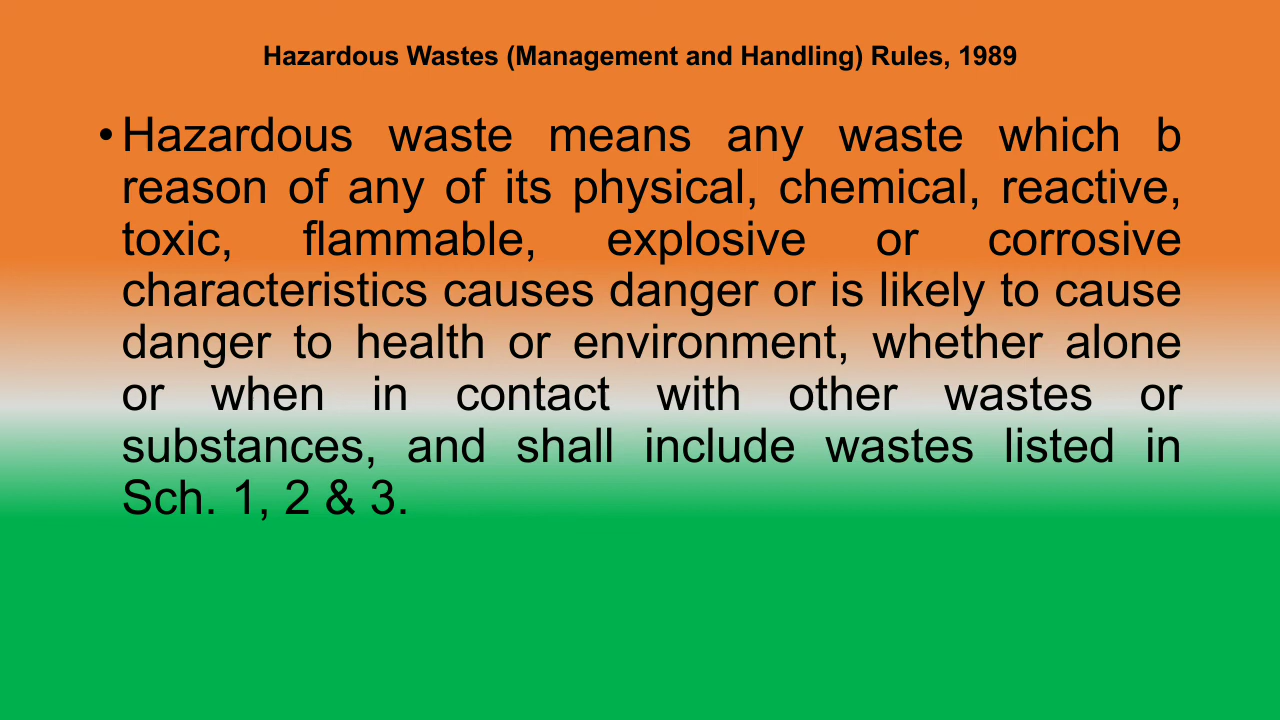 Hazardous Wastes (Management and Handling) Rules, 1989
• Hazardous waste means any waste which b
reason of any of its physical, chemical, reactive,
toxic, flammable, explosive or corrosive
characteristics causes danger or is likely to cause
danger to health or environment, whether alone
or when in contact with other wastes or
substances, and shall include wastes listed in
Sch. 1, 2 & 3.